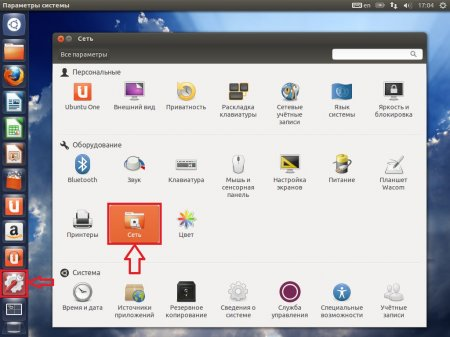 Параметры системы
en
17:04
Сеть
Все параметры
Персональные
Ubuntu One
Внешний вид
Приватность
Раскладка
клавиатуры
Сетевые
учётные
записи
Язык
системы
Яркость и
блокировка
Оборудование
Bluetooth
Звук
Клавиатура
Мышь и
сенсорная
панель
Настройка
экранов
Питание
Планшет
Wacom
Принтеры
Сеть
Цвет
Система
Время и дата
Источники
приложений
Резервное
копирование
Сведения о
системе
Служба
управления
Специальные
возможности
Учётные
записи